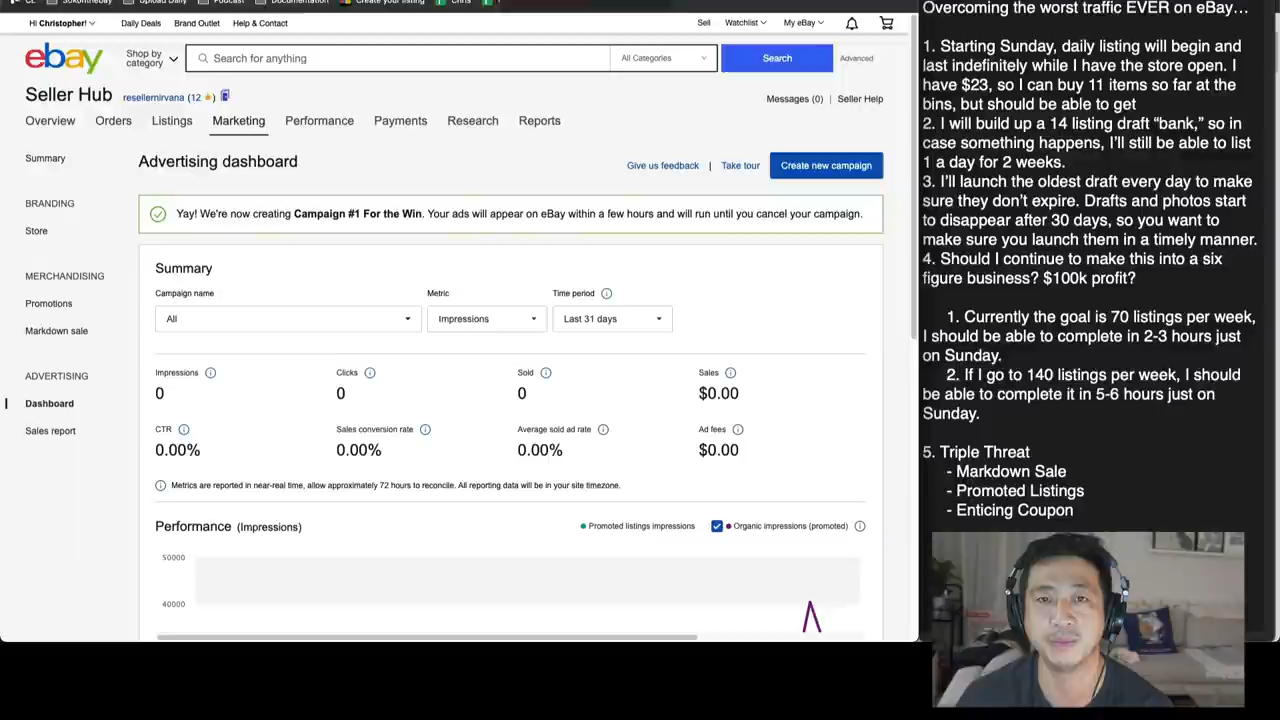 Upload Daily
Podcast
Documentation
Create your listing
Chris
Hi Christopher!
Daily Deals
Brand Outlet
Help & Contact
Sell
Watchlist
My eBay
ebay
Shop by
category
Search for anything
All Categories
Search
Advanced
Seller Hub
resellernirvana (12 )
Messages (0) | Seller Help
Overview
Orders
Listings
Marketing
Performance
Payments
Research
Reports
Summary
BRANDING
Store
MERCHANDISING
Promotions
Markdown sale
ADVERTISING
Dashboard
Sales report
Advertising dashboard
Give us feedback | Take tour
Create new campaign
Yay! We're now creating Campaign #1 For the Win. Your ads will appear on eBay within a few hours and will run until you cancel your campaign.
Summary
Campaign name
Metric
Time period
All
Impressions
Last 31 days
Impressions
Clicks
Sold
Sales
0
0
0
$0.00
CTR
Sales conversion rate
Average sold ad rate
Ad fees
0.00%
0.00%
0.00%
$0.00
Metrics are reported in near-real time, allow approximately 72 hours to reconcile. All reporting data will be in your site timezone.
Performance (Impressions)
Promoted listings impressions
Organic impressions (promoted)
50000
40000
Overcoming the worst traffic EVER on eBay…
1. Starting Sunday, daily listing will begin and
last indefinitely while I have the store open. I
have $23, so I can buy 11 items so far at the
bins, but should be able to get
2. I will build up a 14 listing draft “bank,” so in
case something happens, I’ll still be able to list
1 a day for 2 weeks.
3. I’ll launch the oldest draft every day to make
sure they don’t expire. Drafts and photos start
to disappear after 30 days, so you want to
make sure you launch them in a timely manner.
4. Should I continue to make this into a six
figure business? $100k profit?
1. Currently the goal is 70 listings per week,
I should be able to complete in 2-3 hours just
on Sunday.
2. If I go to 140 listings per week, I should
be able to complete it in 5-6 hours just on
Sunday.
5. Triple Threat
- Markdown Sale
- Promoted Listings
- Enticing Coupon